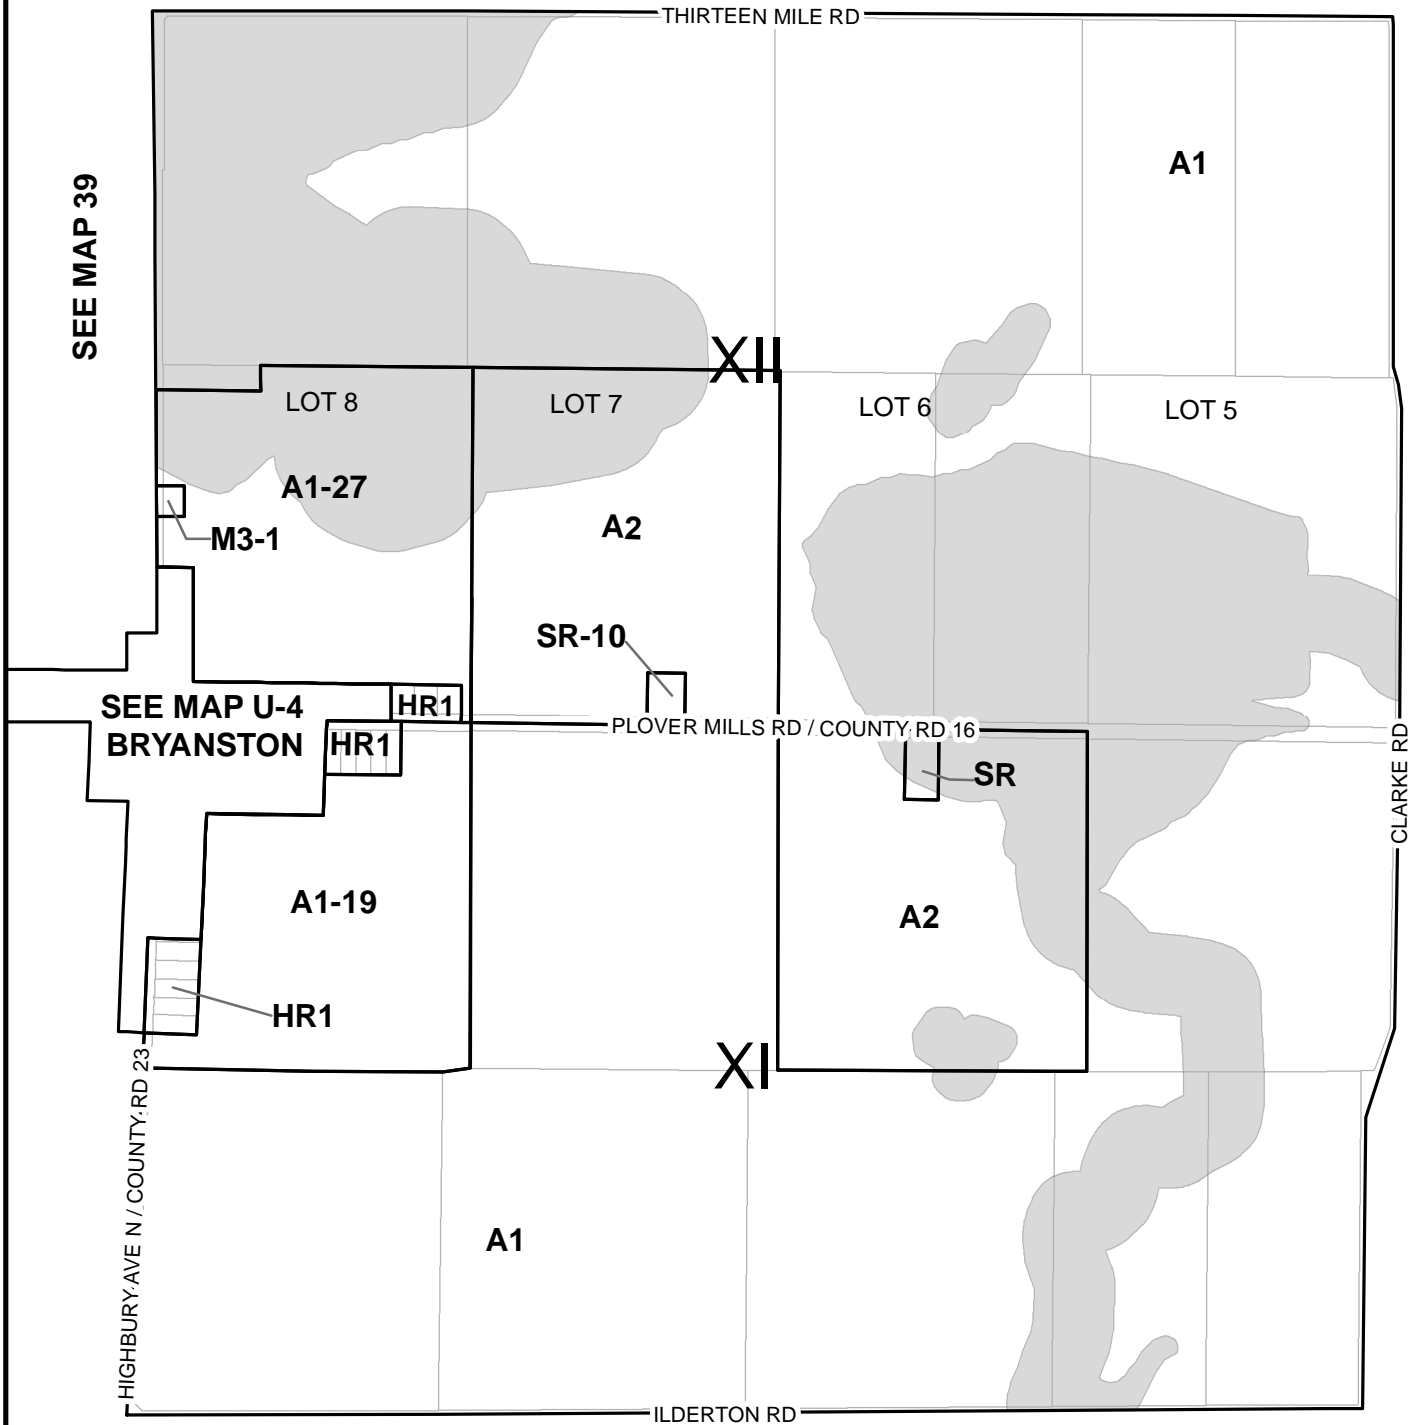 THIRTEEN MILE RD
A1
SEE MAP 39
XII
LOT 8
LOT 7
LOT 6
LOT 5
A1-27
A2
M3-1
SR-10
SEE MAP U-4
BRYANSTON
HR1
HR1
PLOVER MILLS RD / COUNTY RD 16
SR
CLARKE RD
A1-19
A2
HR1
XI
HIGHBURY AVE N / COUNTY RD 23
A1
ILDERTON RD